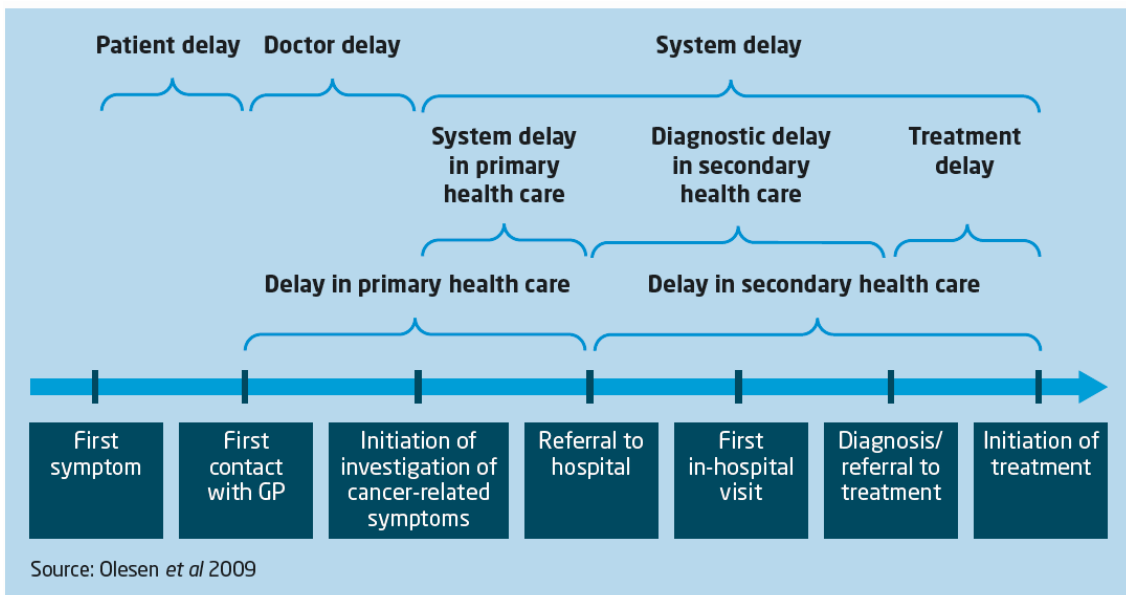 Patient delay
Doctor delay
System delay
System delay
in primary
health care
Diagnostic delay
in secondary
health care
Treatment
delay
Delay in primary health care
Delay in secondary health care
First
symptom
First
contact
with GP
Initiation of
investigation of
cancer-related
symptoms
Referral to
hospital
First
in-hospital
visit
Diagnosis/
referral to
treatment
Initiation of
treatment
Source: Olesen et al 2009